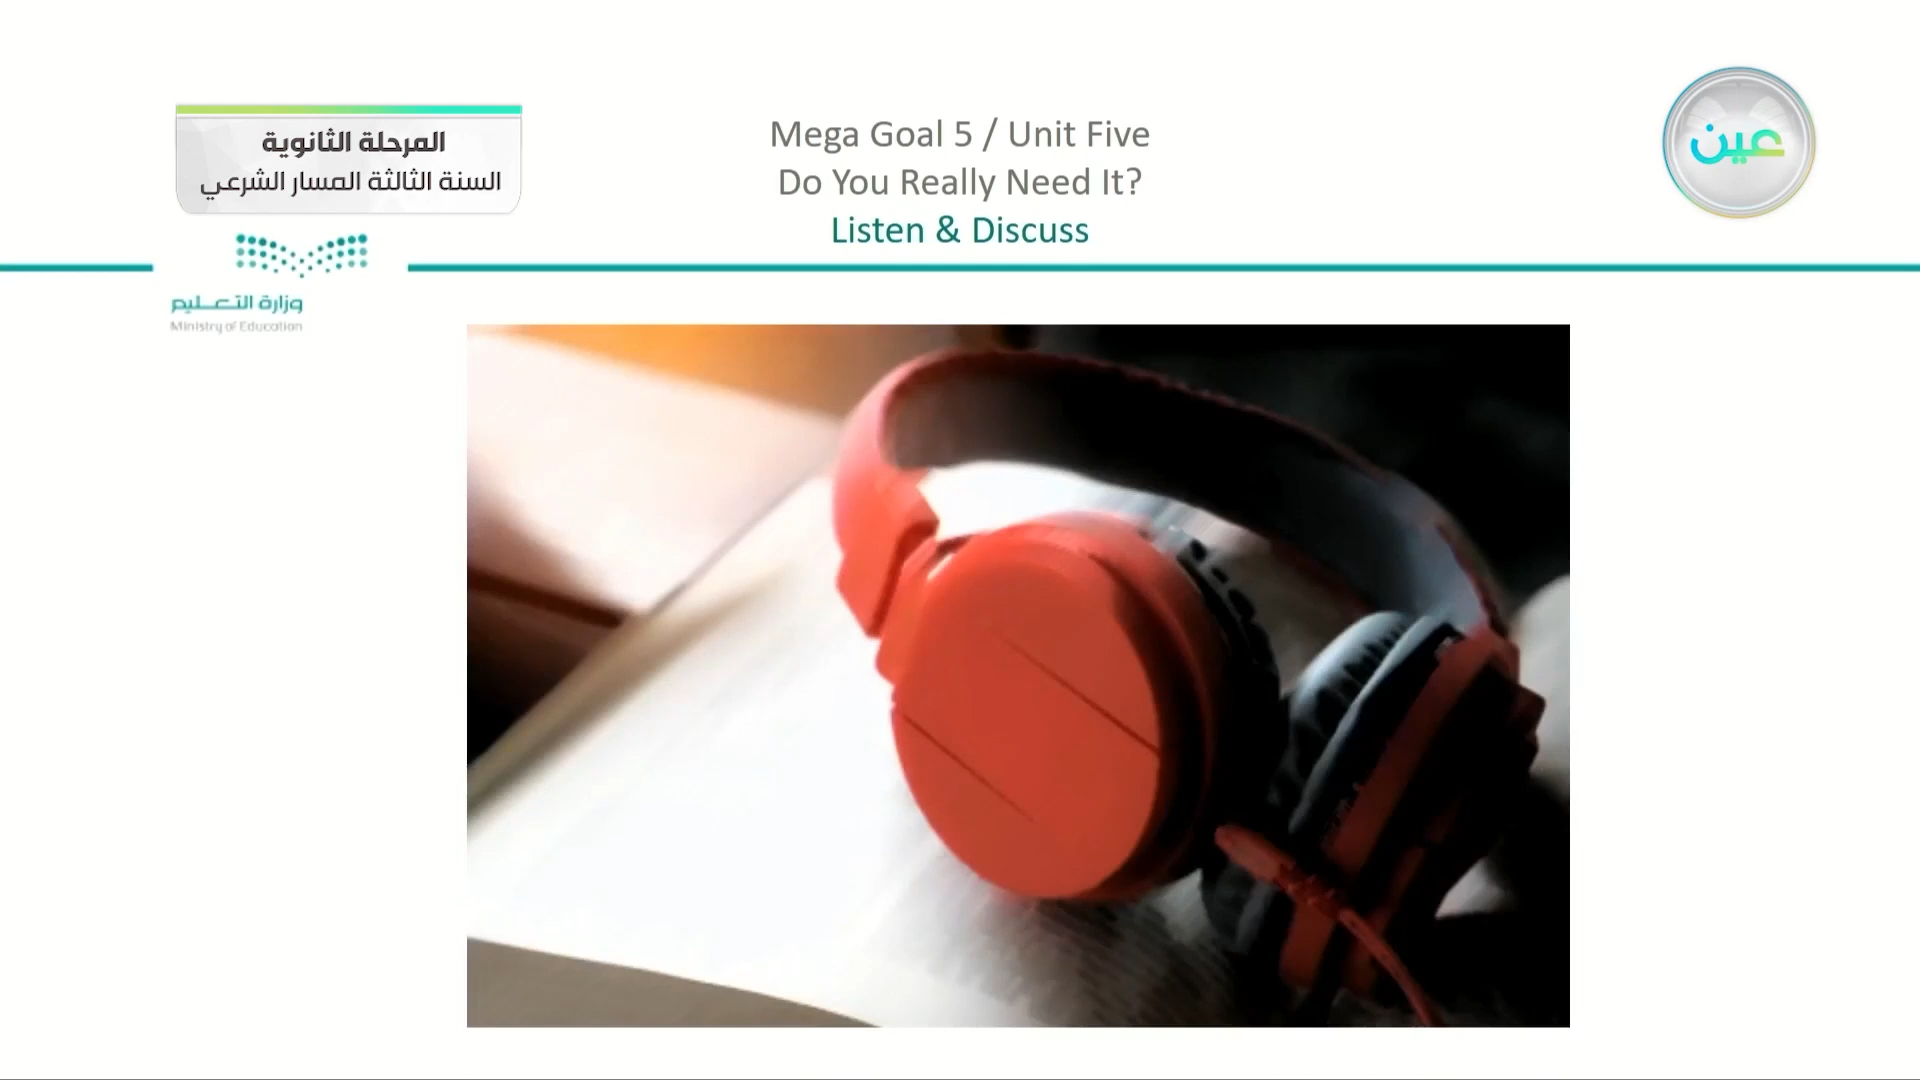 المرحلة الثانوية
السنة الثالثة المسار الشرعي
Mega Goal 5 / Unit Five
Do You Really Need It?
Listen & Discuss
عين
وزارة التعليم
Ministry of Education